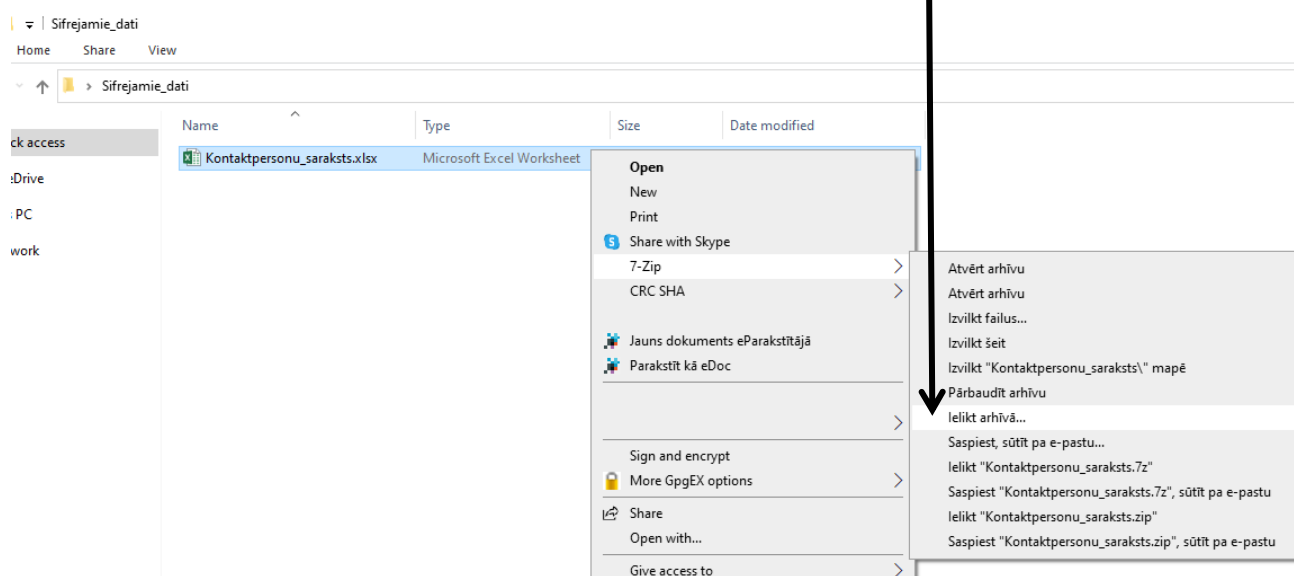 Sifrejamie_dati
Home Share View
Sifrejamie_dati
Name Type Size Date modified
ck access
eDrive
PC
work
Kontaktpersonu_saraksts.xlsx Microsoft Excel Worksheet
Open
New
Print
Share with Skype
7-Zip
CRC SHA
Jauns dokuments eParakstītājā
Parakstīt kā eDoc
Sign and encrypt
More GpgEX options
Share
Open with...
Give access to
Atvērt arhīvu
Atvērt arhīvu
Izvilkt failus...
Izvilkt šeit
Izvilkt "Kontaktpersonu_saraksts\" mapē
Pārbaudīt arhīvu
Ielikt arhīvā...
Saspiest, sūtīt pa e-pastu...
Ielikt "Kontaktpersonu_saraksts.7z"
Saspiest "Kontaktpersonu_saraksts.7z", sūtīt pa e-pastu
Ielikt "Kontaktpersonu_saraksts.zip"
Saspiest "Kontaktpersonu_saraksts.zip", sūtīt pa e-pastu